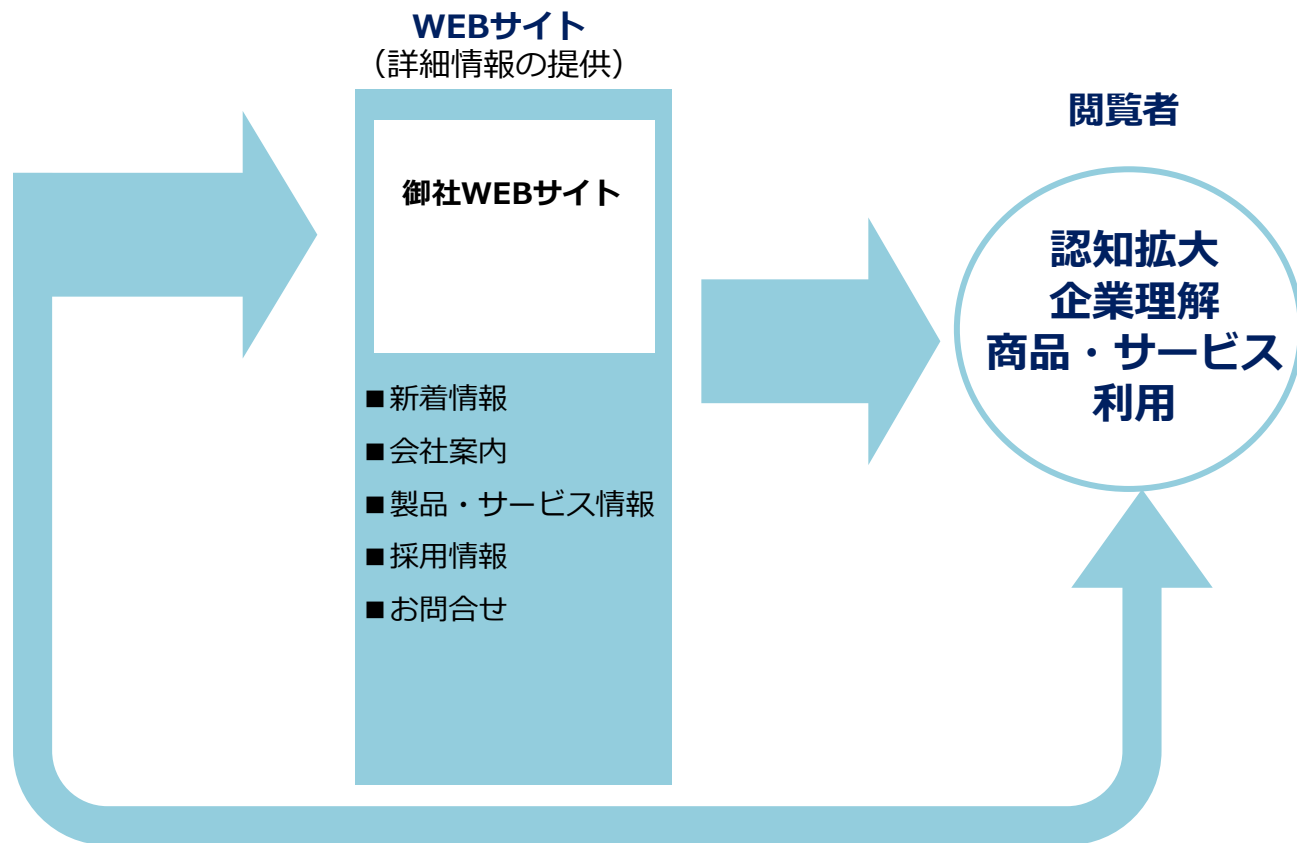 WEBサイト
（詳細情報の提供）
御社WEBサイト
■新着情報
■会社案内
■製品・サービス情報
■採用情報
■お問合せ
閲覧者
認知拡大
企業理解
商品・サービス
利用